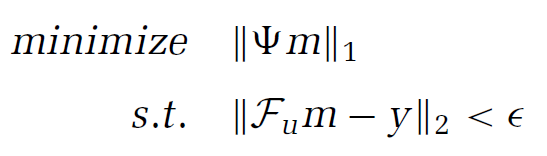 minimize ‖Ψm‖₁
s.t. ‖ℱᵤm − y‖₂ < ϵ